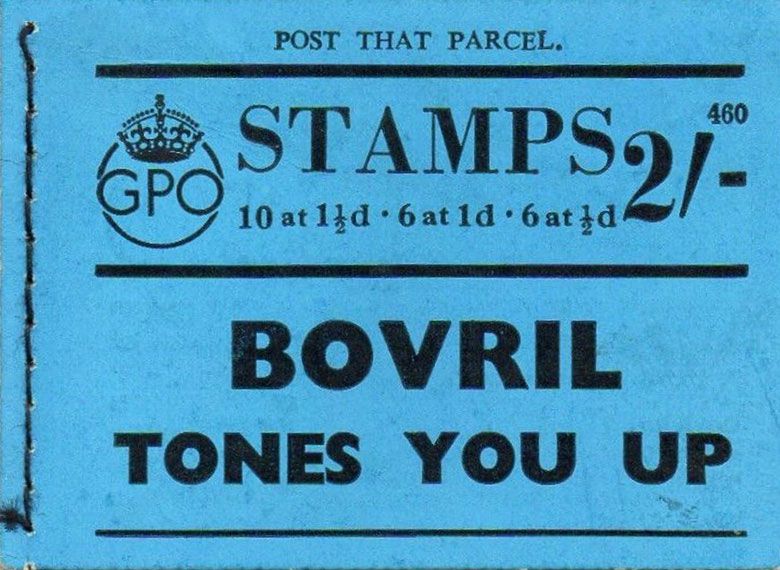 POST THAT PARCEL.
460
STAMPS 2/-
GPO
10 at 1½d · 6 at 1d · 6 at ½d
BOVRIL
TONES YOU UP